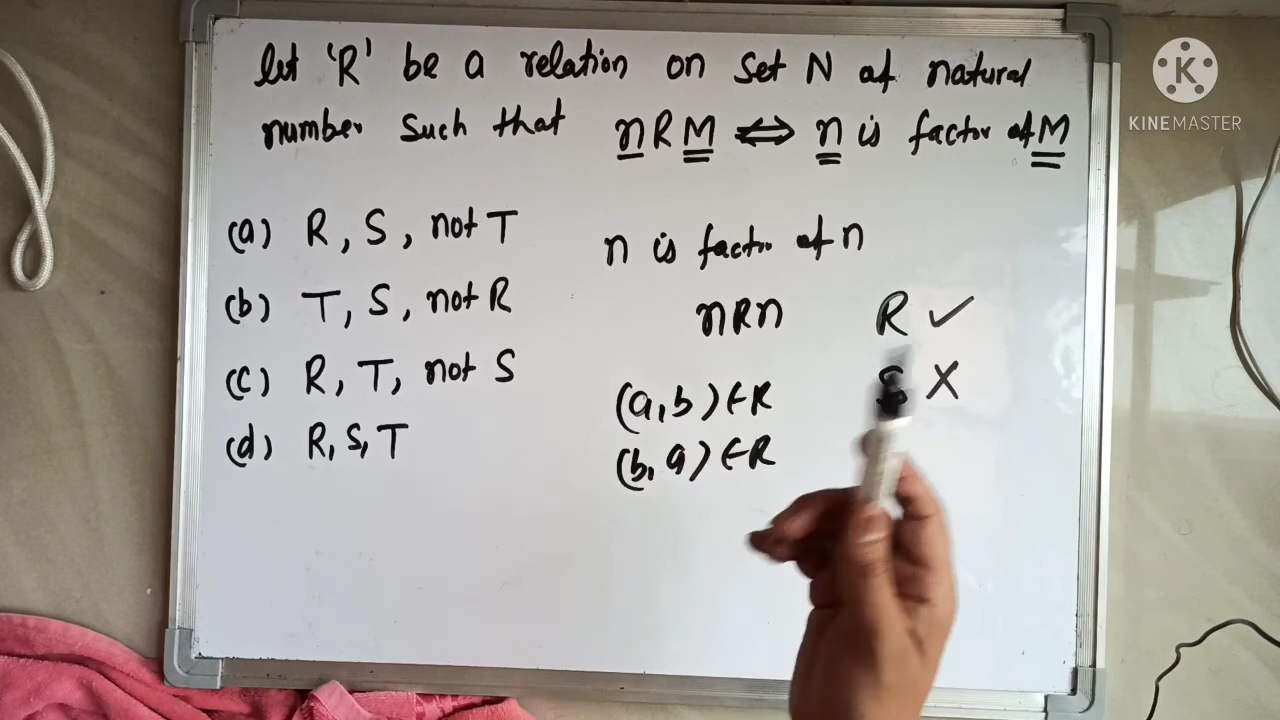 let 'R' be a relation on set N of natural
number such that n R M ⇔ n is factor of M
(a) R, S, not T
(b) T, S, not R
(c) R, T, not S
(d) R, S, T
n is factor of n
nRn
(a,b) ∈ R
(b,a) ∈ R
R ✓
S ✗
K
KINEMASTER